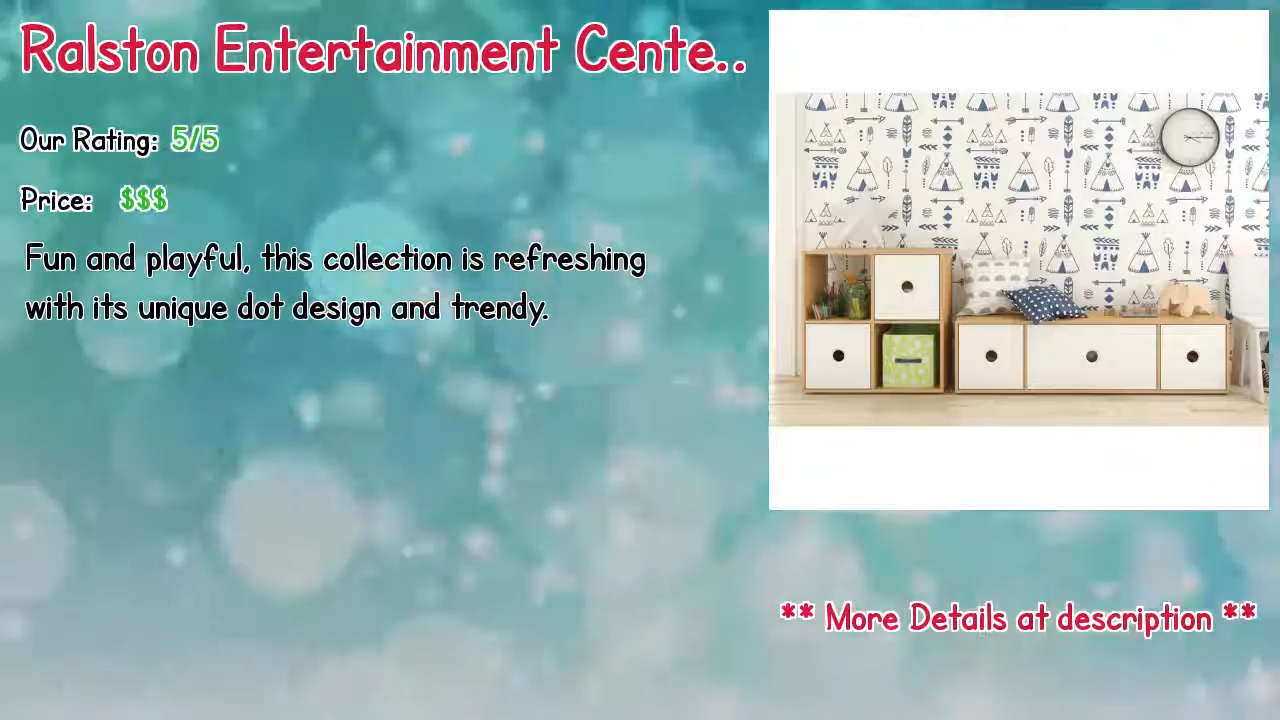 Ralston Entertainment Cente..
Our Rating: 5/5
Price: $$$
Fun and playful, this collection is refreshing
with its unique dot design and trendy.
** More Details at description **